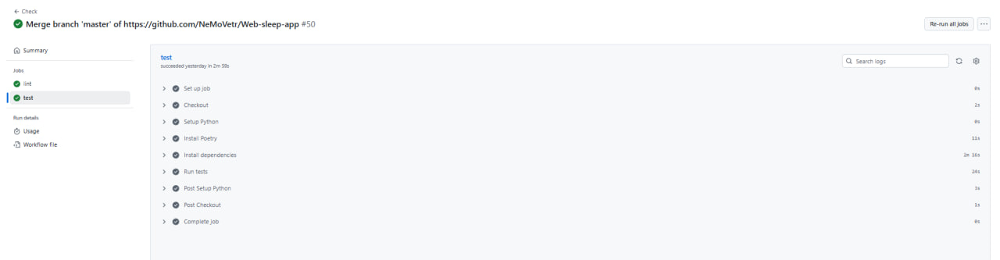 ← Check
Merge branch 'master' of https://github.com/NeMoVetr/Web-sleep-app #50
Re-run all jobs
Summary
Jobs
lint
test
Run details
Usage
Workflow file
test
succeeded yesterday in 2m 59s
Search logs
Set up job 0s
Checkout 2s
Setup Python 0s
Install Poetry 11s
Install dependencies 2m 16s
Run tests 24s
Post Setup Python 3s
Post Checkout 1s
Complete job 0s